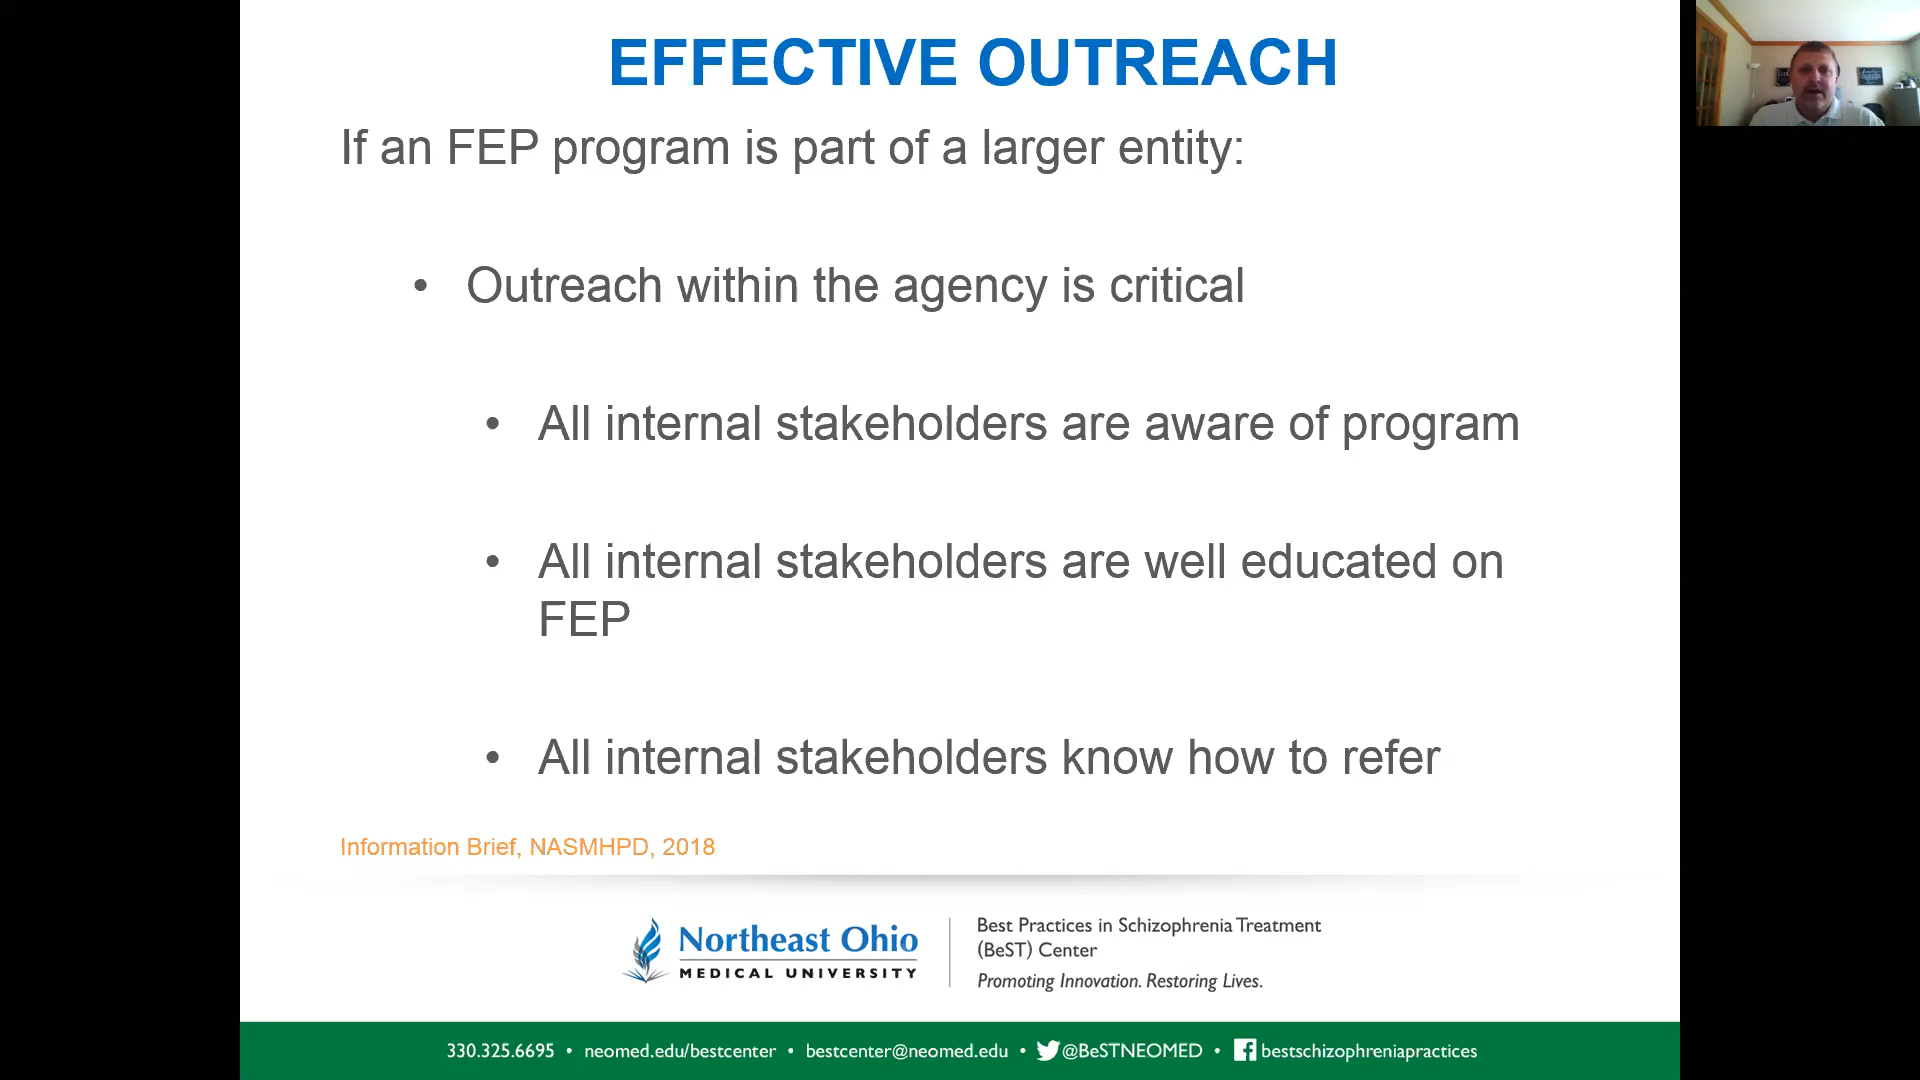 EFFECTIVE OUTREACH
If an FEP program is part of a larger entity:
• Outreach within the agency is critical
• All internal stakeholders are aware of program
• All internal stakeholders are well educated on
FEP
• All internal stakeholders know how to refer
Information Brief, NASMHPD, 2018
Northeast Ohio
MEDICAL UNIVERSITY
Best Practices in Schizophrenia Treatment
(BeST) Center
Promoting Innovation. Restoring Lives.
330.325.6695 • neomed.edu/bestcenter • bestcenter@neomed.edu • @BeSTNEOMED • bestschizophreniapractices